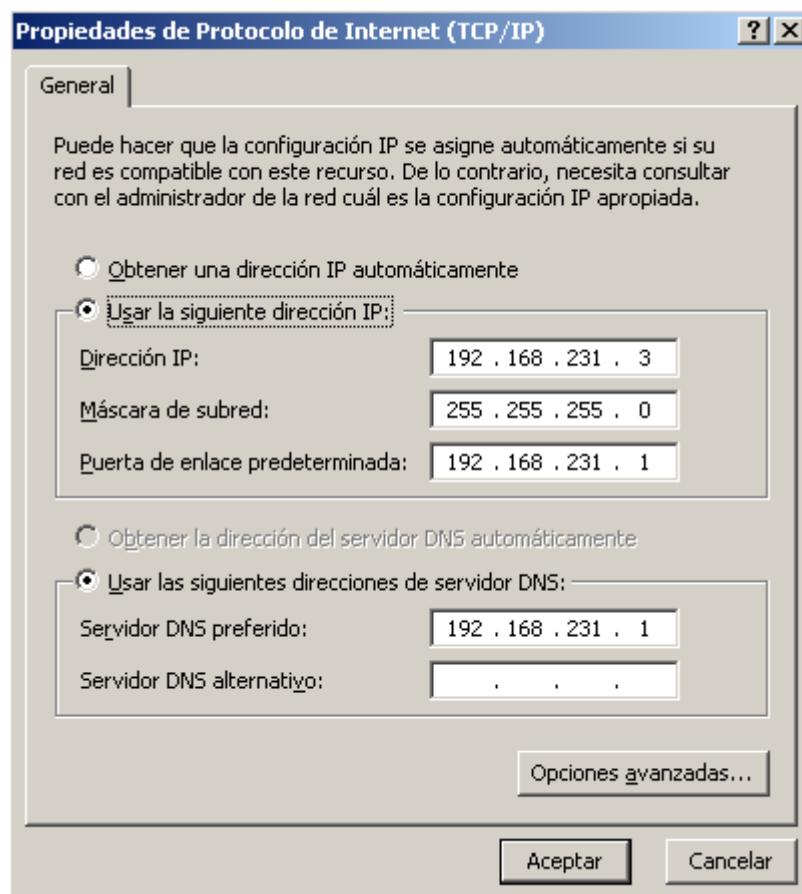 Propiedades de Protocolo de Internet (TCP/IP)
General
Puede hacer que la configuración IP se asigne automáticamente si su
red es compatible con este recurso. De lo contrario, necesita consultar
con el administrador de la red cuál es la configuración IP apropiada.
Obtener una dirección IP automáticamente
Usar la siguiente dirección IP:
Dirección IP: 192 . 168 . 231 . 3
Máscara de subred: 255 . 255 . 255 . 0
Puerta de enlace predeterminada: 192 . 168 . 231 . 1
Obtener la dirección del servidor DNS automáticamente
Usar las siguientes direcciones de servidor DNS:
Servidor DNS preferido: 192 . 168 . 231 . 1
Servidor DNS alternativo: . . .
Opciones avanzadas...
Aceptar Cancelar